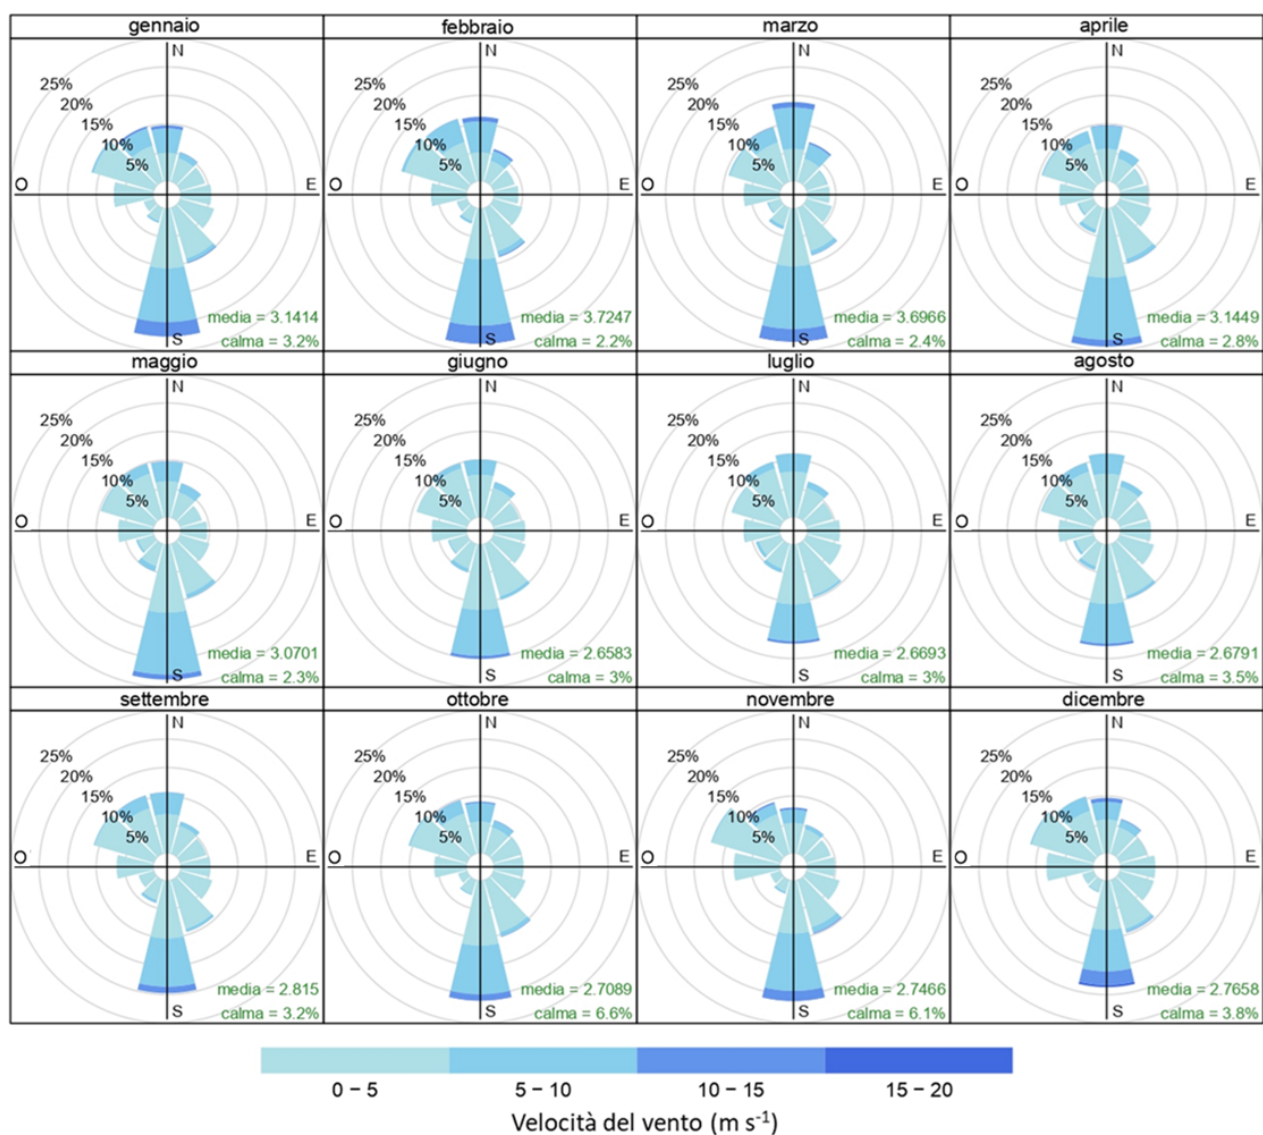 gennaio febbraio marzo aprile
N N N N
25% 25% 25% 25%
20% 20% 20% 20%
15% 15% 15% 15%
10% 10% 10% 10%
5% 5% 5% 5%
O E O E O E O E
media = 3.1414 media = 3.7247 media = 3.6966 media = 3.1449
S calma = 3.2% S calma = 2.2% S calma = 2.4% S calma = 2.8%
maggio giugno luglio agosto
N N N N
25% 25% 25% 25%
20% 20% 20% 20%
15% 15% 15% 15%
10% 10% 10% 10%
5% 5% 5% 5%
O E O E O E O E
media = 3.0701 media = 2.6583 media = 2.6693 media = 2.6791
S calma = 2.3% S calma = 3% S calma = 3% S calma = 3.5%
settembre ottobre novembre dicembre
N N N N
25% 25% 25% 25%
20% 20% 20% 20%
15% 15% 15% 15%
10% 10% 10% 10%
5% 5% 5% 5%
O E O E O E O E
media = 2.815 media = 2.7089 media = 2.7466 media = 2.7658
S calma = 3.2% S calma = 6.6% S calma = 6.1% S calma = 3.8%
0 − 5 5 − 10 10 − 15 15 − 20
Velocità del vento (m s⁻¹)